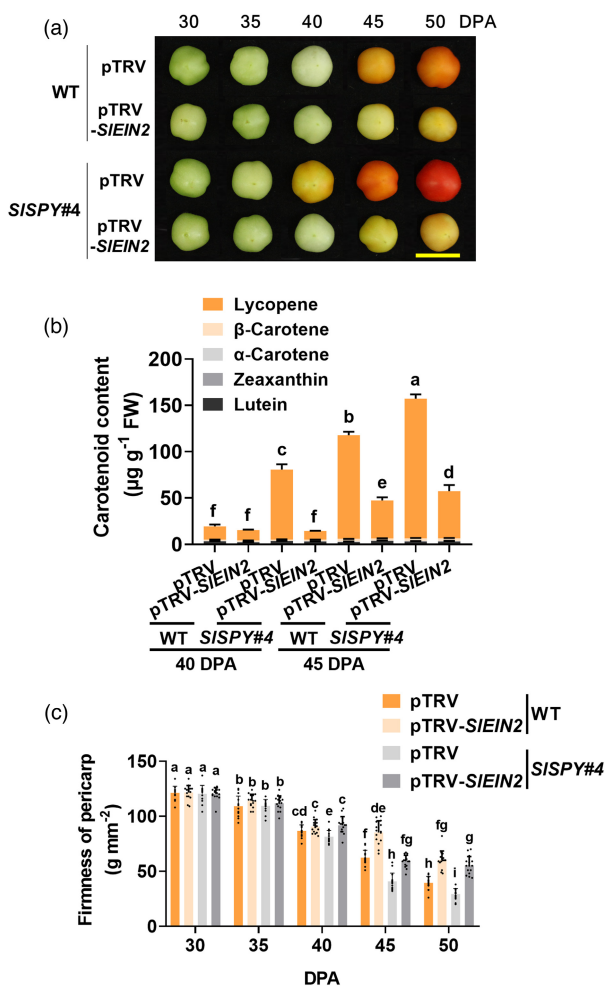 (a)
30 35 40 45 50 DPA
WT
pTRV
pTRV
-SlEIN2
SlSPY#4
pTRV
pTRV
-SlEIN2
(b)
Lycopene
β-Carotene
α-Carotene
Zeaxanthin
Lutein
Carotenoid content
(µg g-1 FW)
200
150
100
50
0
f f c f b e a d
pTRV
pTRV-SlEIN2
pTRV
pTRV-SlEIN2
pTRV
pTRV-SlEIN2
pTRV
pTRV-SlEIN2
WT SlSPY#4 WT SlSPY#4
40 DPA 45 DPA
(c)
pTRV
pTRV-SlEIN2
WT
pTRV
pTRV-SlEIN2
SlSPY#4
Firmness of pericarp
(g mm-2)
150
100
50
0
a a a a b b b b cd c e c f de h fg h fg i g
30 35 40 45 50
DPA